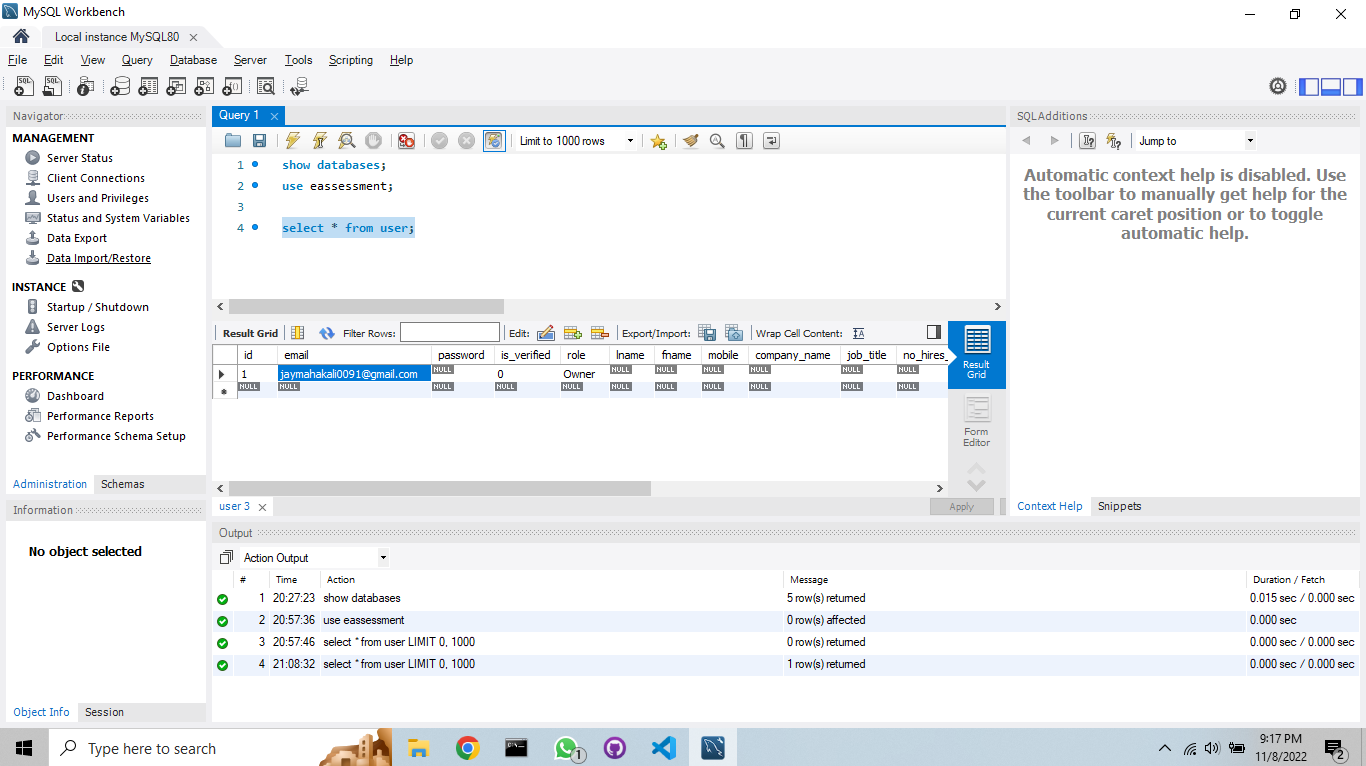 MySQL Workbench
Local instance MySQL80
File Edit View Query Database Server Tools Scripting Help
Navigator
MANAGEMENT
Server Status
Client Connections
Users and Privileges
Status and System Variables
Data Export
Data Import/Restore
INSTANCE
Startup / Shutdown
Server Logs
Options File
PERFORMANCE
Dashboard
Performance Reports
Performance Schema Setup
Administration Schemas
Information
No object selected
Object Info Session
Query 1
Limit to 1000 rows
1 show databases;
2 use eassessment;
3
4 select * from user;
Result Grid Filter Rows: Edit: Export/Import: Wrap Cell Content:
id email password is_verified role lname fname mobile company_name job_title no_hires_
1 jaymahakali0091@gmail.com NULL 0 Owner NULL NULL NULL NULL NULL NULL
NULL NULL NULL NULL NULL NULL NULL NULL NULL NULL NULL
Result Grid
Form Editor
user 3
Apply
SQLAdditions
Jump to
Automatic context help is disabled. Use
the toolbar to manually get help for the
current caret position or to toggle
automatic help.
Context Help Snippets
Output
Action Output
# Time Action Message Duration / Fetch
1 20:27:23 show databases 5 row(s) returned 0.015 sec / 0.000 sec
2 20:57:36 use eassessment 0 row(s) affected 0.000 sec
3 20:57:46 select * from user LIMIT 0, 1000 0 row(s) returned 0.000 sec / 0.000 sec
4 21:08:32 select * from user LIMIT 0, 1000 1 row(s) returned 0.000 sec / 0.000 sec
Type here to search
1
9:17 PM
11/8/2022
2